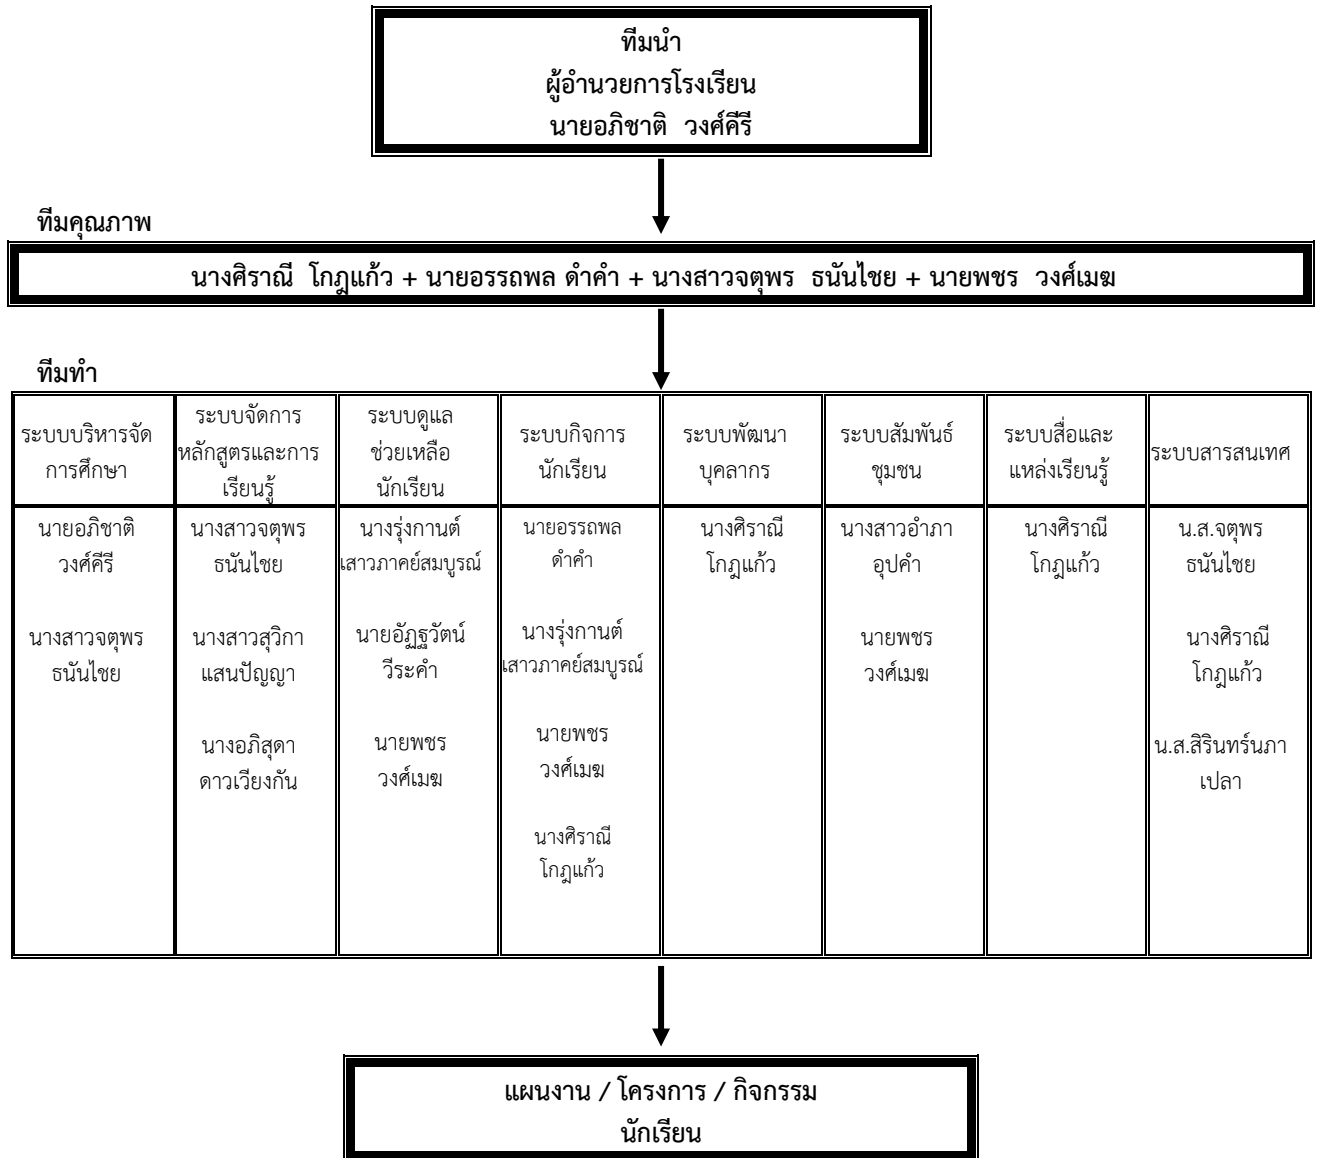 ทีมนำ
ผู้อำนวยการโรงเรียน
นายอภิชาติ วงศ์คีรี
ทีมคุณภาพ
นางศิราณี โกฎแก้ว + นายอรรถพล ดำคำ + นางสาวจตุพร ธนันไชย + นายพชร วงศ์เมฆ
ทีมทำ
ระบบบริหารจัด
การศึกษา
ระบบจัดการ
หลักสูตรและการ
เรียนรู้
ระบบดูแล
ช่วยเหลือ
นักเรียน
ระบบกิจการ
นักเรียน
ระบบพัฒนา
บุคลากร
ระบบสัมพันธ์
ชุมชน
ระบบสื่อและ
แหล่งเรียนรู้
ระบบสารสนเทศ
นายอภิชาติ
วงศ์คีรี
นางสาวจตุพร
ธนันไชย
นางสาวจตุพร
ธนันไชย
นางสาวสุวิกา
แสนปัญญา
นางอภิสุดา
ดาวเวียงกัน
นางรุ่งกานต์
เสาวภาคย์สมบูรณ์
นายอัฏฐวัตน์
วีระคำ
นายพชร
วงศ์เมฆ
นายอรรถพล
ดำคำ
นางรุ่งกานต์
เสาวภาคย์สมบูรณ์
นายพชร
วงศ์เมฆ
นางศิราณี
โกฎแก้ว
นางศิราณี
โกฎแก้ว
นางสาวอำภา
อุปคำ
นายพชร
วงศ์เมฆ
นางศิราณี
โกฎแก้ว
น.ส.จตุพร
ธนันไชย
นางศิราณี
โกฎแก้ว
น.ส.สิรินทร์นภา
เปลา
แผนงาน / โครงการ / กิจกรรม
นักเรียน